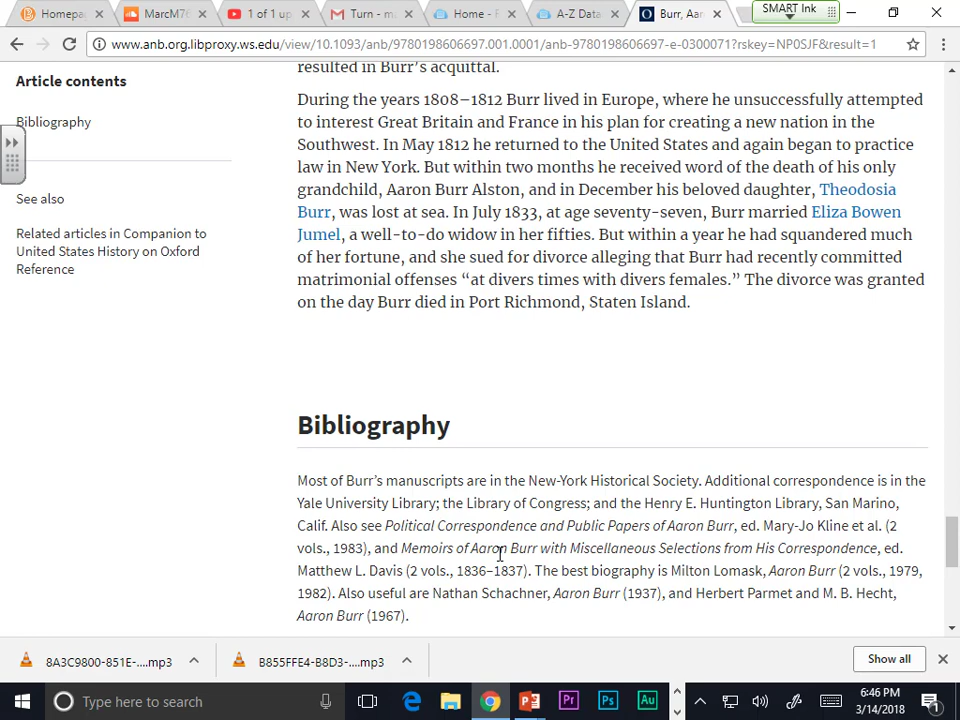 Homepa
MarcM76
1 of 1 up
Turn - m
Home - F
A-Z Data
Burr, Aar
SMART Ink
www.anb.org.libproxy.ws.edu/view/10.1093/anb/9780198606697.001.0001/anb-9780198606697-e-0300071?rskey=NP0SJF&result=1
Article contents
Bibliography
See also
Related articles in Companion to
United States History on Oxford
Reference
resulted in Burr's acquittal.
During the years 1808–1812 Burr lived in Europe, where he unsuccessfully attempted
to interest Great Britain and France in his plan for creating a new nation in the
Southwest. In May 1812 he returned to the United States and again began to practice
law in New York. But within two months he received word of the death of his only
grandchild, Aaron Burr Alston, and in December his beloved daughter, Theodosia
Burr, was lost at sea. In July 1833, at age seventy-seven, Burr married Eliza Bowen
Jumel, a well-to-do widow in her fifties. But within a year he had squandered much
of her fortune, and she sued for divorce alleging that Burr had recently committed
matrimonial offenses “at divers times with divers females.” The divorce was granted
on the day Burr died in Port Richmond, Staten Island.
Bibliography
Most of Burr's manuscripts are in the New-York Historical Society. Additional correspondence is in the
Yale University Library; the Library of Congress; and the Henry E. Huntington Library, San Marino,
Calif. Also see Political Correspondence and Public Papers of Aaron Burr, ed. Mary-Jo Kline et al. (2
vols., 1983), and Memoirs of Aaron Burr with Miscellaneous Selections from His Correspondence, ed.
Matthew L. Davis (2 vols., 1836–1837). The best biography is Milton Lomask, Aaron Burr (2 vols., 1979,
1982). Also useful are Nathan Schachner, Aaron Burr (1937), and Herbert Parmet and M. B. Hecht,
Aaron Burr (1967).
8A3C9800-851E-....mp3
B855FFE4-B8D3-....mp3
Show all
Type here to search
Pr
Ps
Au
6:46 PM
3/14/2018
1